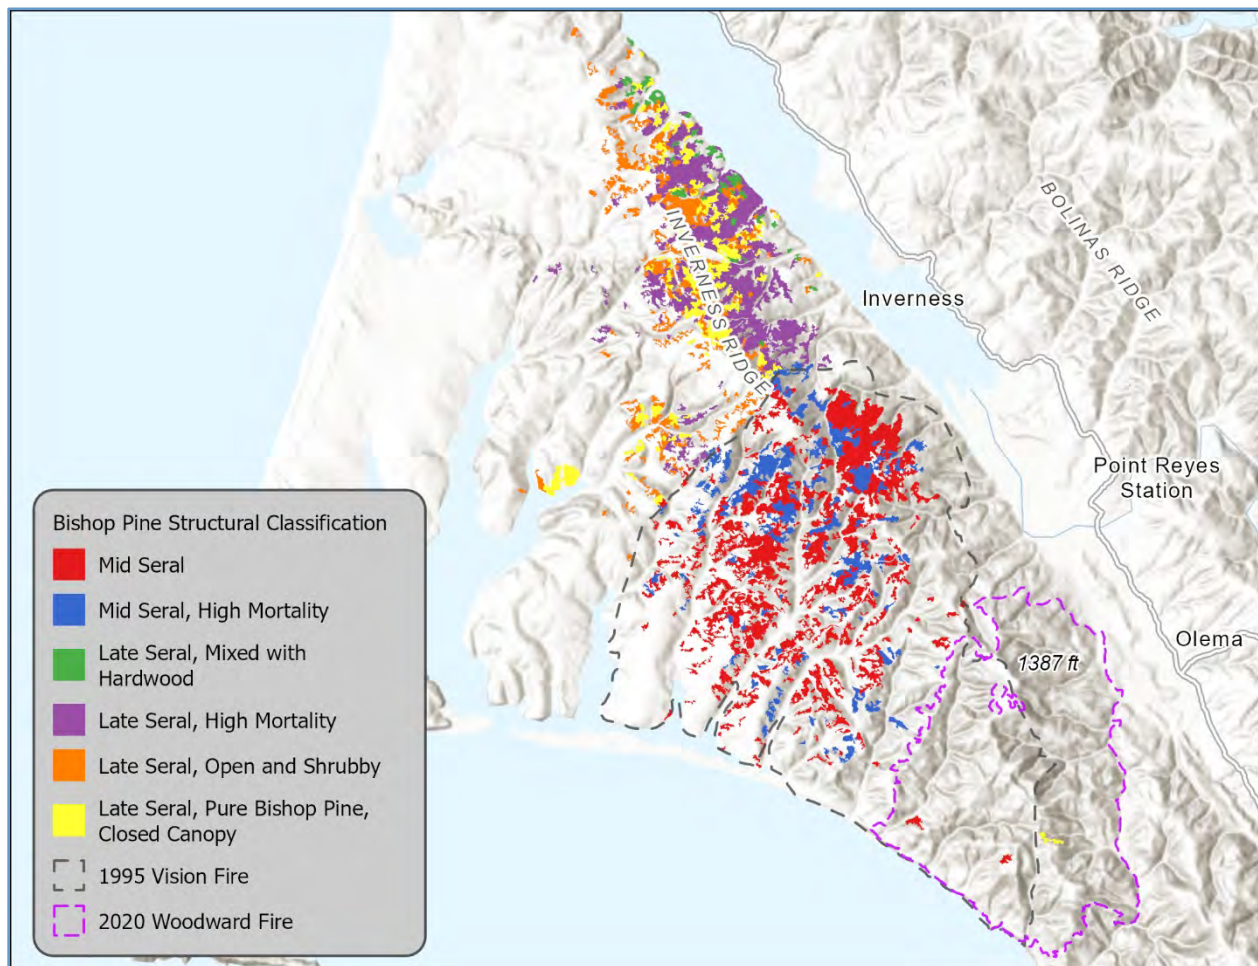 INVERNESS RIDGE
BOLINAS RIDGE
Inverness
Point Reyes
Station
Olema
1387 ft
Bishop Pine Structural Classification
Mid Seral
Mid Seral, High Mortality
Late Seral, Mixed with
Hardwood
Late Seral, High Mortality
Late Seral, Open and Shrubby
Late Seral, Pure Bishop Pine,
Closed Canopy
1995 Vision Fire
2020 Woodward Fire